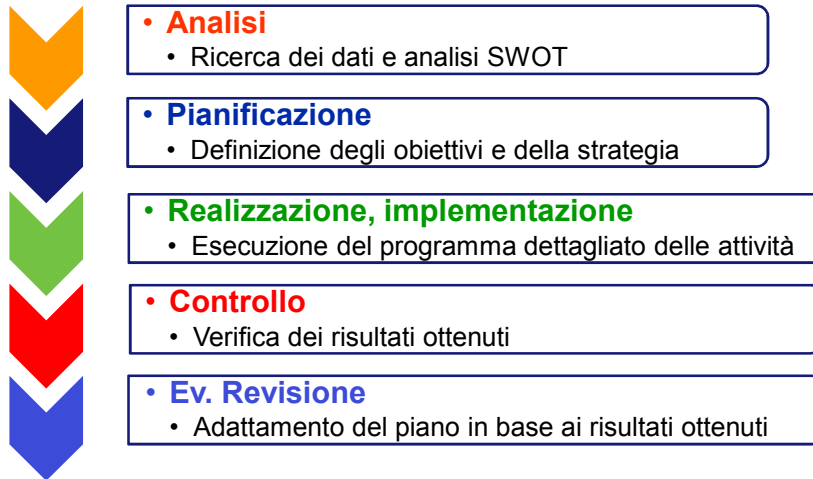 • Analisi
• Ricerca dei dati e analisi SWOT
• Pianificazione
• Definizione degli obiettivi e della strategia
• Realizzazione, implementazione
• Esecuzione del programma dettagliato delle attività
• Controllo
• Verifica dei risultati ottenuti
• Ev. Revisione
• Adattamento del piano in base ai risultati ottenuti